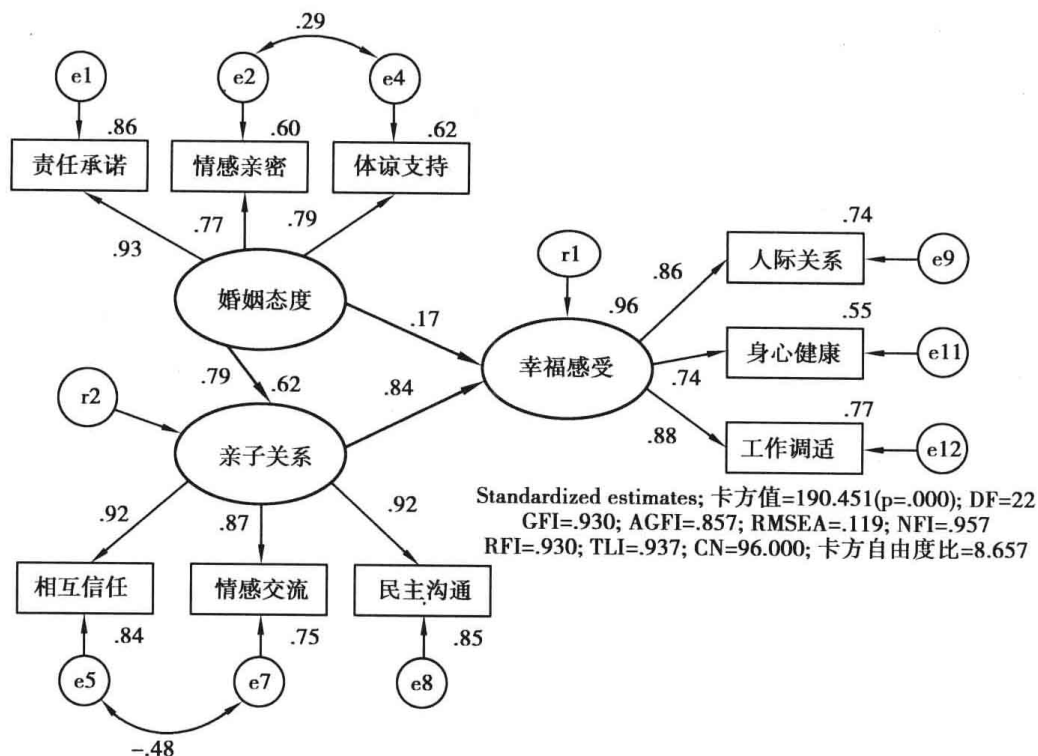 .29
e1
e2
e4
.86
.60
.62
责任承诺
情感亲密
体谅支持
.93
.77
.79
婚姻态度
r1
.74
人际关系
e9
.86
.96
.17
幸福感受
.55
身心健康
e11
.74
.79
.62
.84
r2
.77
.88
工作调适
e12
亲子关系
Standardized estimates; 卡方值=190.451(p=.000); DF=22
GFI=.930; AGFI=.857; RMSEA=.119; NFI=.957
RFI=.930; TLI=.937; CN=96.000; 卡方自由度比=8.657
.92
.87
.92
相互信任
情感交流
民主沟通
.84
.75
.85
e5
e7
e8
-.48